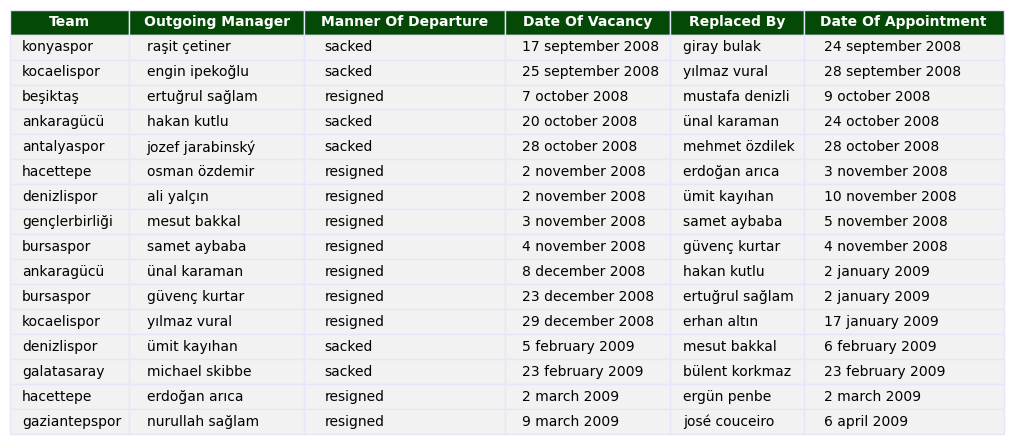 Team Outgoing Manager Manner Of Departure Date Of Vacancy Replaced By Date Of Appointment
konyaspor raşit çetiner sacked 17 september 2008 giray bulak 24 september 2008
kocaelispor engin ipekoğlu sacked 25 september 2008 yılmaz vural 28 september 2008
beşiktaş ertuğrul sağlam resigned 7 october 2008 mustafa denizli 9 october 2008
ankaragücü hakan kutlu sacked 20 october 2008 ünal karaman 24 october 2008
antalyaspor jozef jarabinský sacked 28 october 2008 mehmet özdilek 28 october 2008
hacettepe osman özdemir resigned 2 november 2008 erdoğan arıca 3 november 2008
denizlispor ali yalçın resigned 2 november 2008 ümit kayıhan 10 november 2008
gençlerbirliği mesut bakkal resigned 3 november 2008 samet aybaba 5 november 2008
bursaspor samet aybaba resigned 4 november 2008 güvenç kurtar 4 november 2008
ankaragücü ünal karaman resigned 8 december 2008 hakan kutlu 2 january 2009
bursaspor güvenç kurtar resigned 23 december 2008 ertuğrul sağlam 2 january 2009
kocaelispor yılmaz vural resigned 29 december 2008 erhan altın 17 january 2009
denizlispor ümit kayıhan sacked 5 february 2009 mesut bakkal 6 february 2009
galatasaray michael skibbe sacked 23 february 2009 bülent korkmaz 23 february 2009
hacettepe erdoğan arıca resigned 2 march 2009 ergün penbe 2 march 2009
gaziantepspor nurullah sağlam resigned 9 march 2009 josé couceiro 6 april 2009